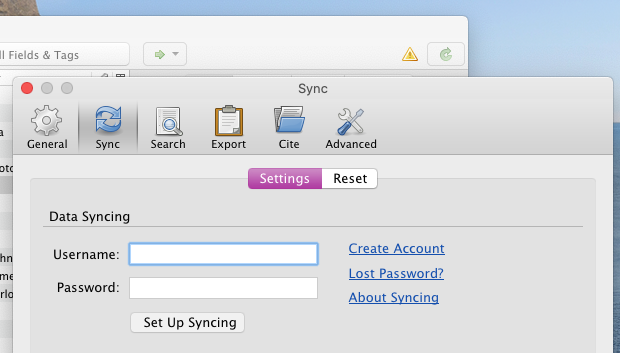 ll Fields & Tags
Sync
General Sync Search Export Cite Advanced
Settings Reset
Data Syncing
Username: Create Account
Lost Password?
Password:
About Syncing
Set Up Syncing